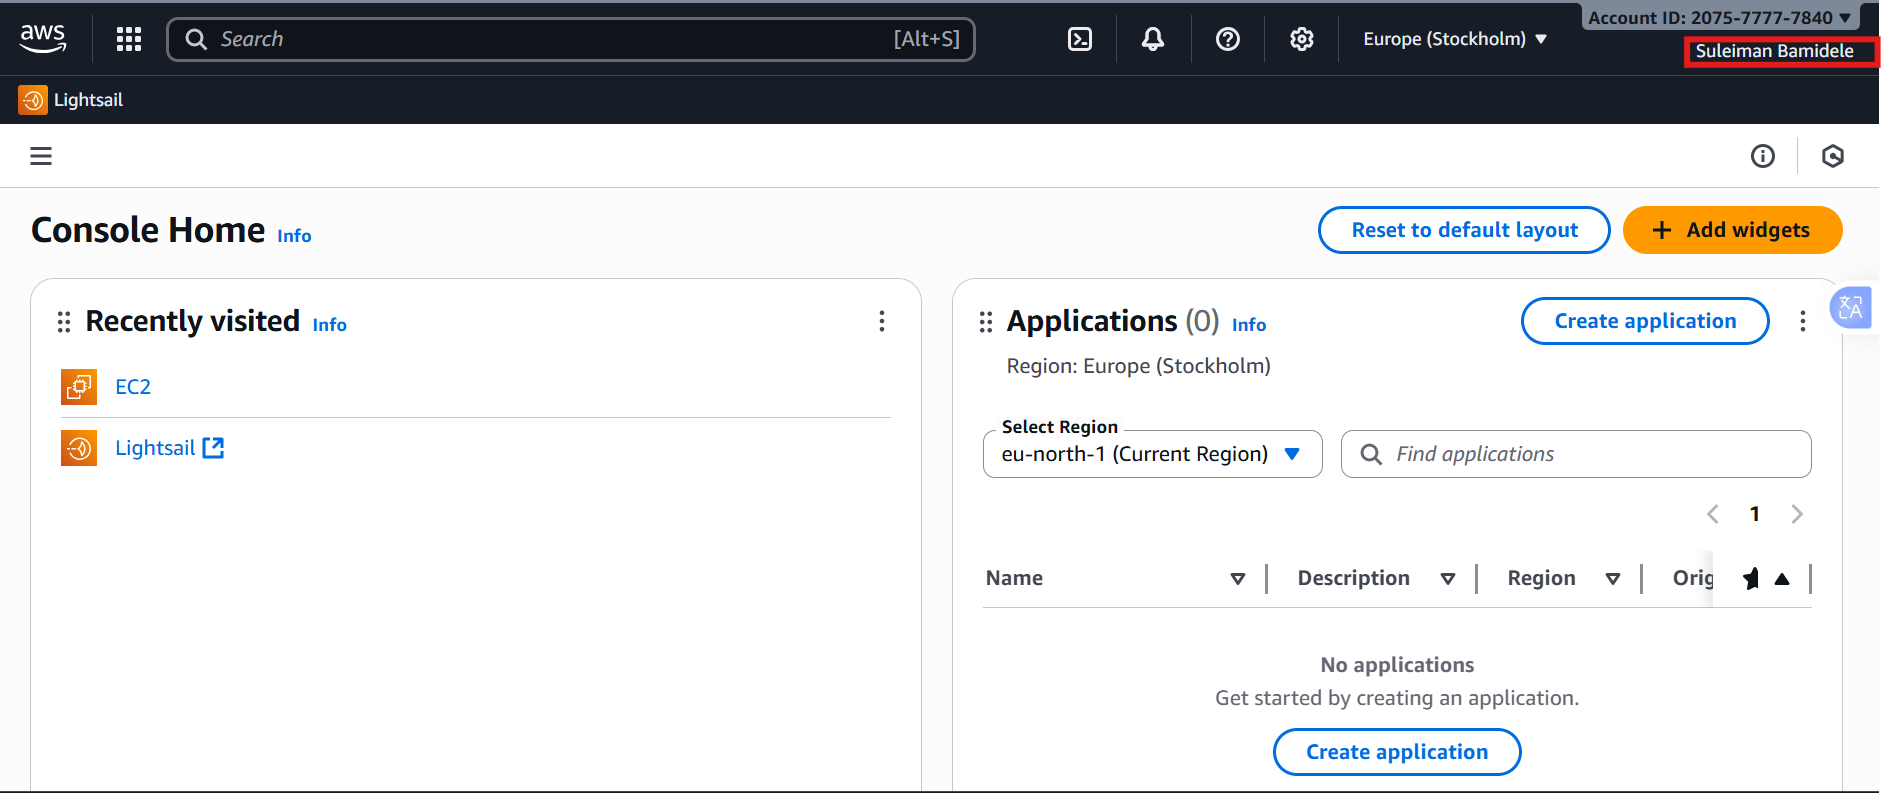 aws
Search [Alt+S]
Europe (Stockholm)
Account ID: 2075-7777-7840
Suleiman Bamidele
Lightsail
Console Home Info
Reset to default layout
Add widgets
Recently visited Info
EC2
Lightsail
Applications (0) Info
Create application
Region: Europe (Stockholm)
Select Region
eu-north-1 (Current Region)
Find applications
1
Name Description Region Orig
No applications
Get started by creating an application.
Create application
文A